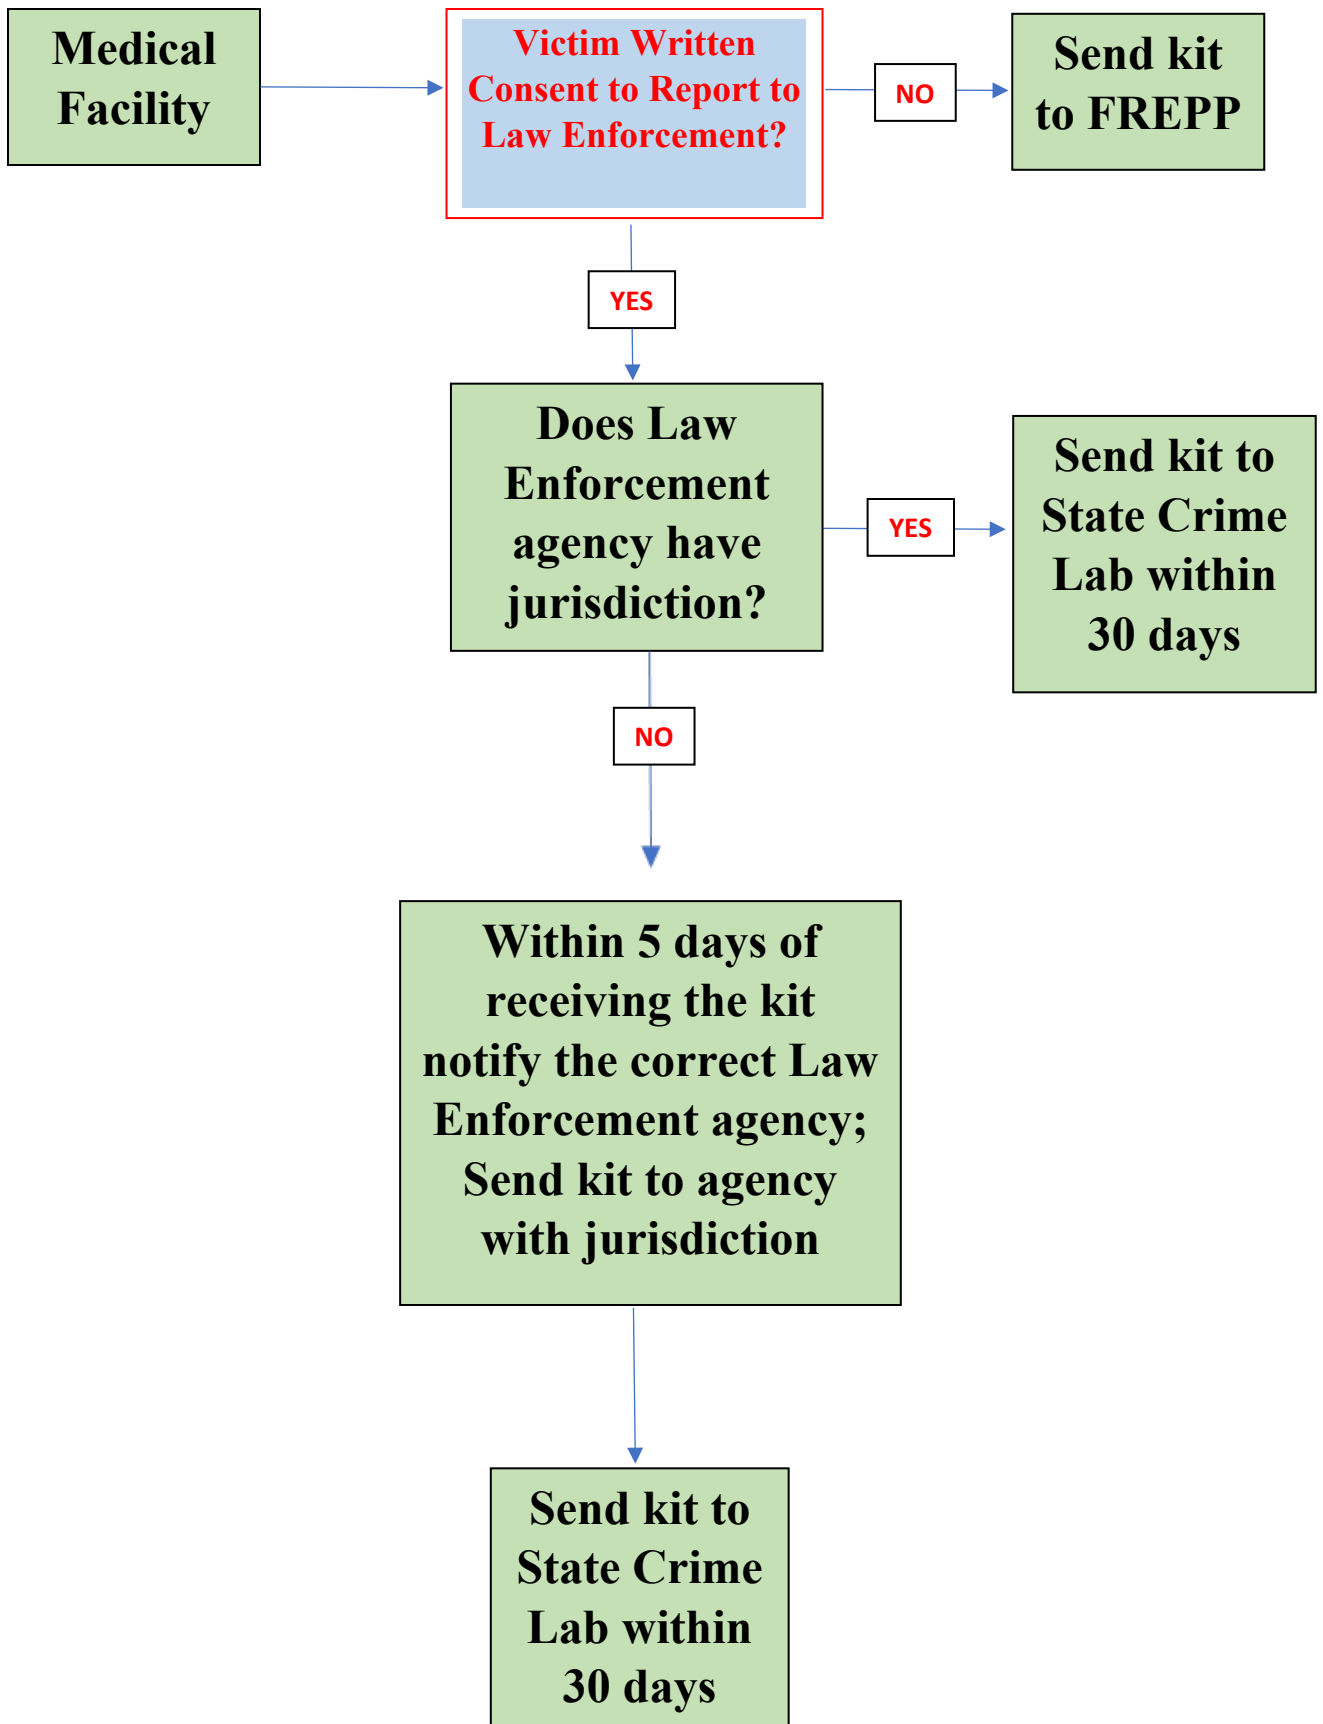 Medical
Facility
Victim Written
Consent to Report to
Law Enforcement?
NO
Send kit
to FREPP
YES
Does Law
Enforcement
agency have
jurisdiction?
YES
Send kit to
State Crime
Lab within
30 days
NO
Within 5 days of
receiving the kit
notify the correct Law
Enforcement agency;
Send kit to agency
with jurisdiction
Send kit to
State Crime
Lab within
30 days